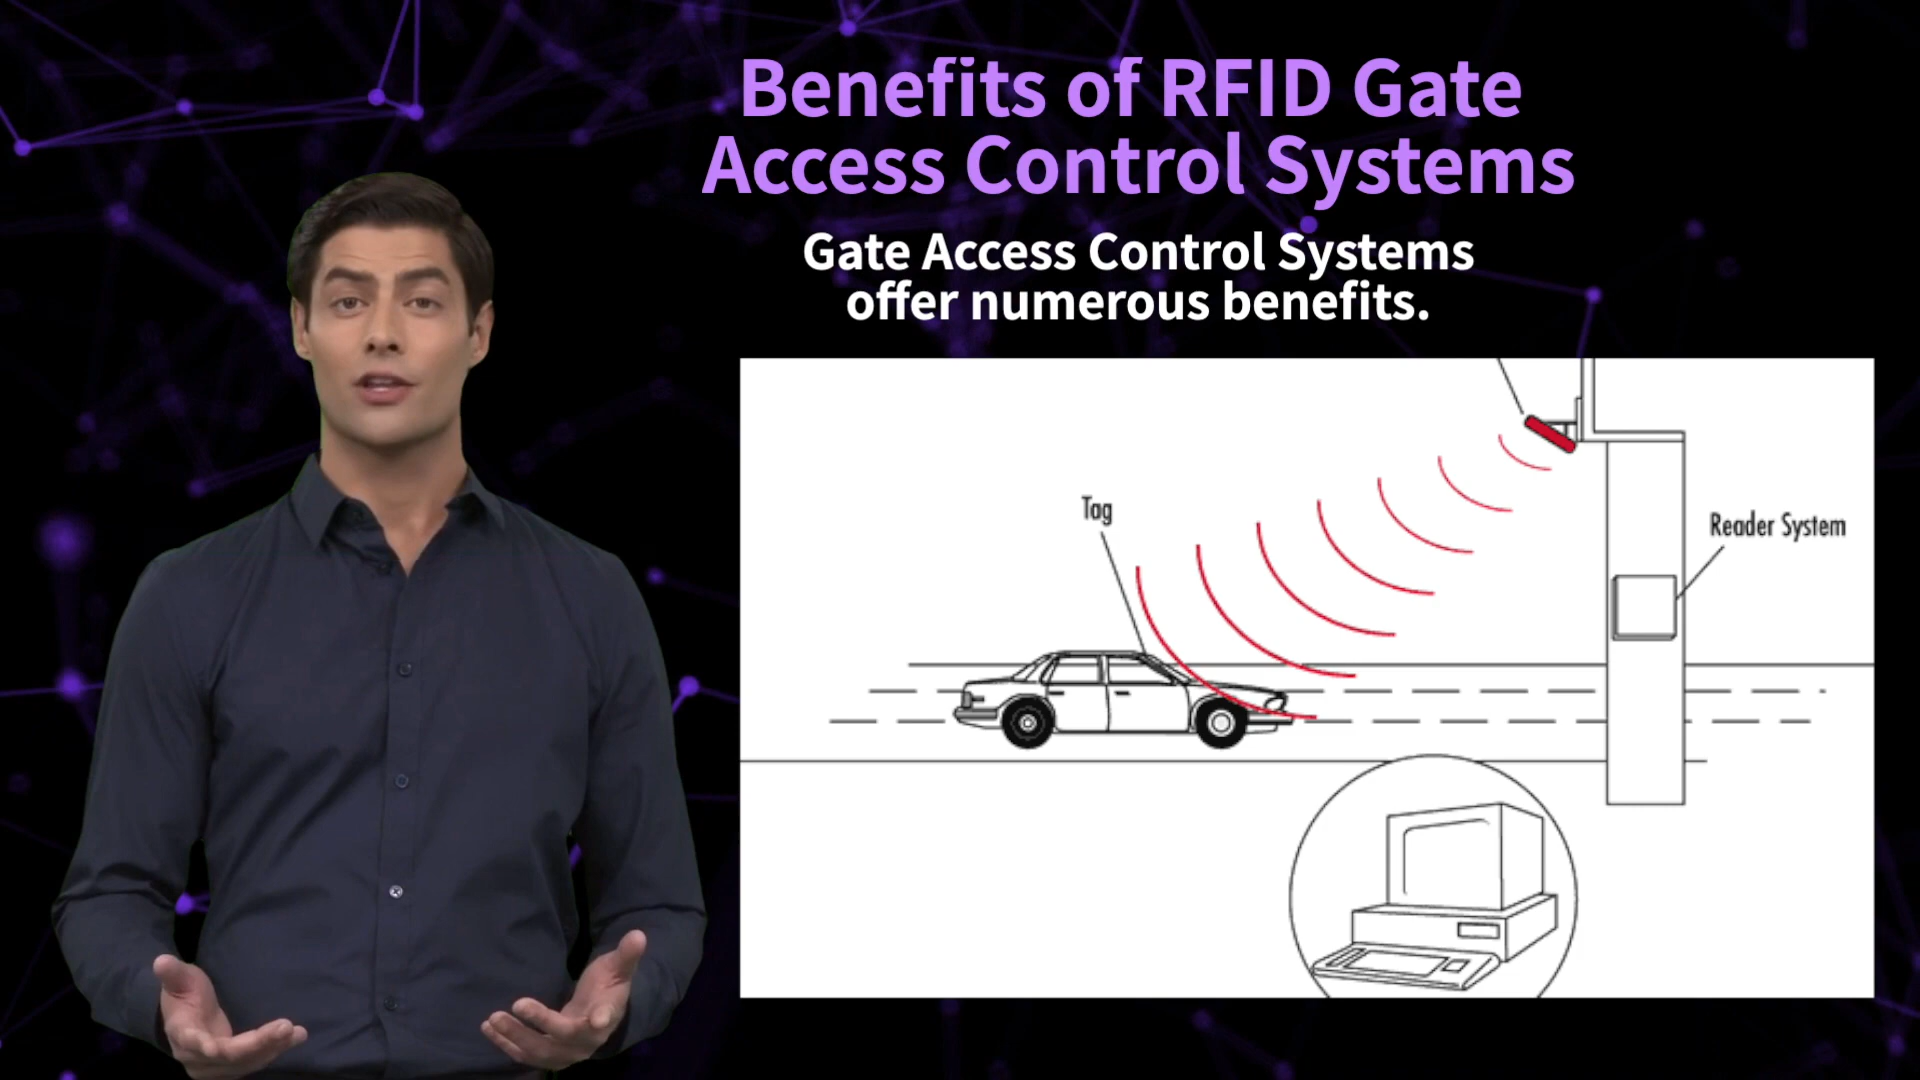 Benefits of RFID Gate
Access Control Systems
Gate Access Control Systems
offer numerous benefits.
Tag
Reader System